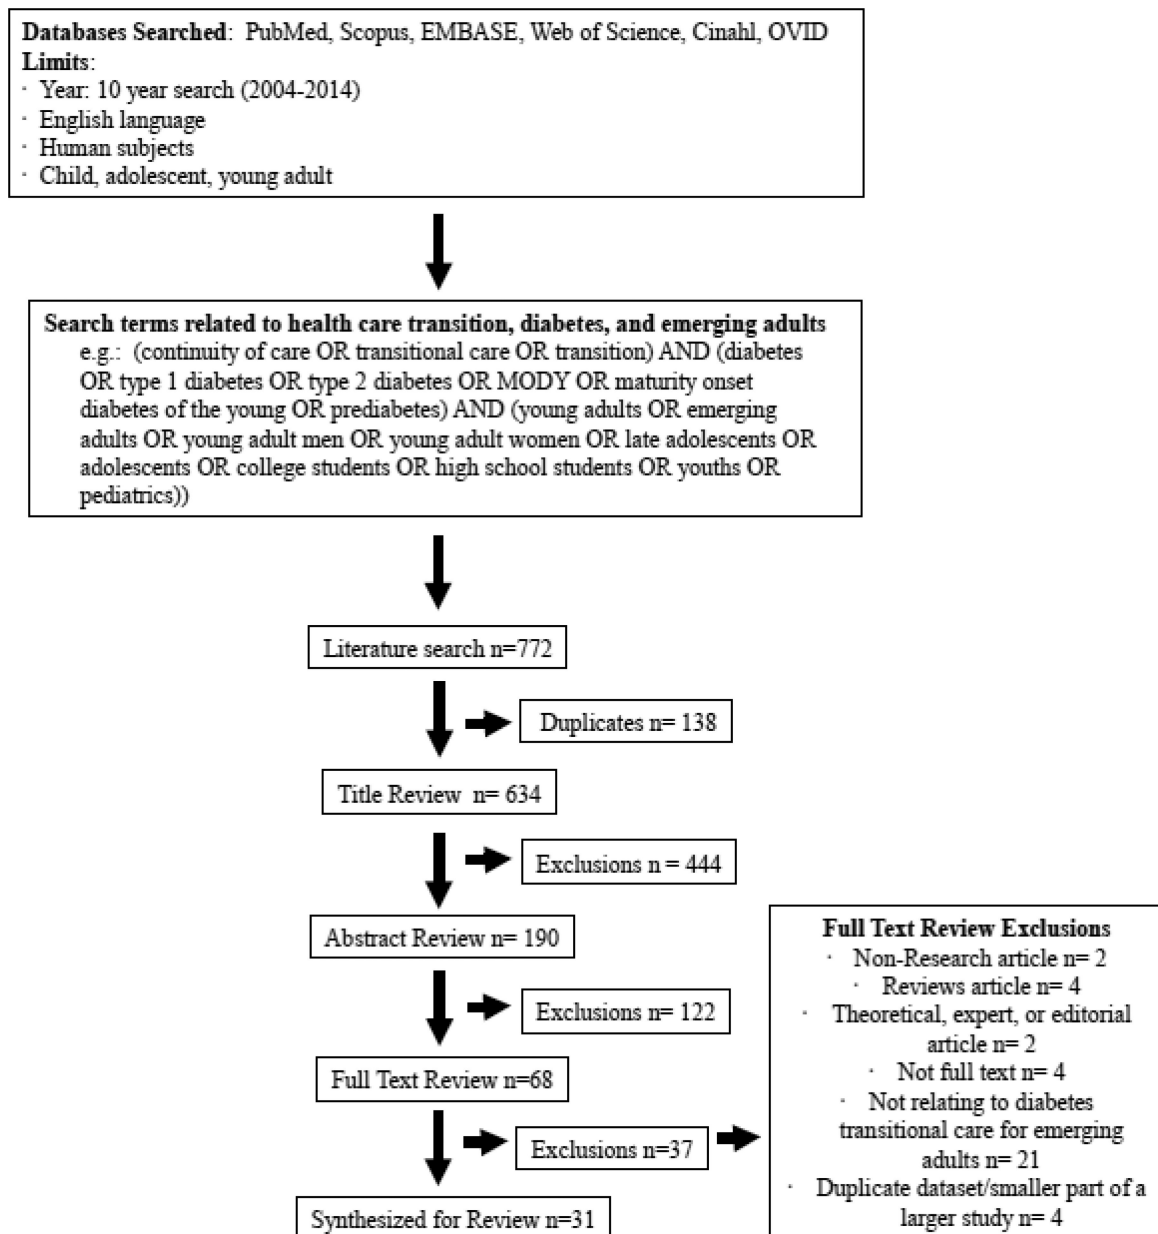 Databases Searched: PubMed, Scopus, EMBASE, Web of Science, Cinahl, OVID
Limits:
· Year: 10 year search (2004-2014)
· English language
· Human subjects
· Child, adolescent, young adult
Search terms related to health care transition, diabetes, and emerging adults
e.g.: (continuity of care OR transitional care OR transition) AND (diabetes
OR type 1 diabetes OR type 2 diabetes OR MODY OR maturity onset
diabetes of the young OR prediabetes) AND (young adults OR emerging
adults OR young adult men OR young adult women OR late adolescents OR
adolescents OR college students OR high school students OR youths OR
pediatrics))
Literature search n=772
Duplicates n= 138
Title Review n= 634
Exclusions n = 444
Abstract Review n= 190
Exclusions n= 122
Full Text Review n=68
Exclusions n=37
Synthesized for Review n=31
Full Text Review Exclusions
· Non-Research article n= 2
· Reviews article n= 4
· Theoretical, expert, or editorial
article n= 2
· Not full text n= 4
· Not relating to diabetes
transitional care for emerging
adults n= 21
· Duplicate dataset/smaller part of a
larger study n= 4